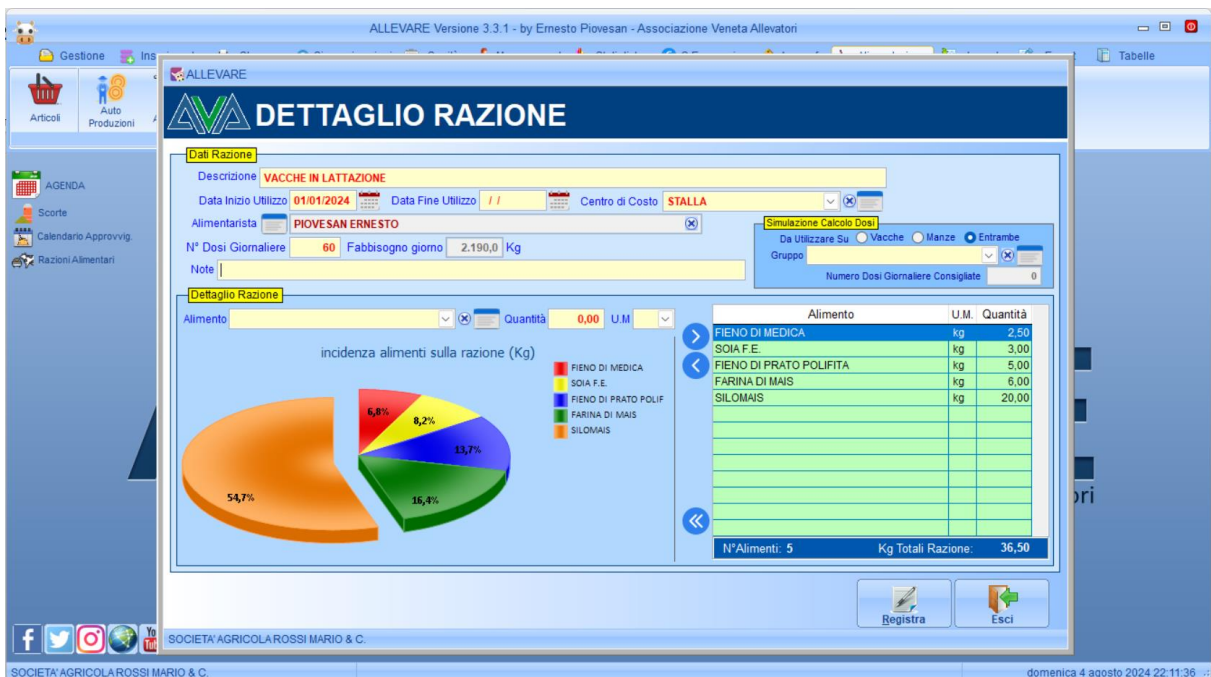 ALLEVARE Versione 3.3.1 - by Ernesto Piovesan - Associazione Veneta Allevatori
Gestione Ins Tabelle
Articoli
Auto
Produzioni
AGENDA
Scorte
Calendario Approvvig.
Razioni Alimentari
ALLEVARE
AVA DETTAGLIO RAZIONE
Dati Razione
Descrizione VACCHE IN LATTAZIONE
Data Inizio Utilizzo 01/01/2024 Data Fine Utilizzo / / Centro di Costo STALLA
Alimentarista PIOVESAN ERNESTO
N° Dosi Giornaliere 60 Fabbisogno giorno 2.190,0 Kg
Note
Simulazione Calcolo Dosi
Da Utilizzare Su Vacche Manze Entrambe
Gruppo
Numero Dosi Giornaliere Consigliate 0
Dettaglio Razione
Alimento Quantità 0,00 U.M
incidenza alimenti sulla razione (Kg)
FIENO DI MEDICA
SOIA F.E.
FIENO DI PRATO POLIF
FARINA DI MAIS
SILOMAIS
6,8%
8,2%
13,7%
16,4%
54,7%
Alimento U.M. Quantità
FIENO DI MEDICA kg 2,50
SOIA F.E. kg 3,00
FIENO DI PRATO POLIFITA kg 5,00
FARINA DI MAIS kg 6,00
SILOMAIS kg 20,00
N°Alimenti: 5 Kg Totali Razione: 36,50
Registra
Esci
SOCIETA' AGRICOLA ROSSI MARIO & C.
ori
f
Yo
SOCIETA' AGRICOLA ROSSI MARIO & C.
domenica 4 agosto 2024 22:11:36